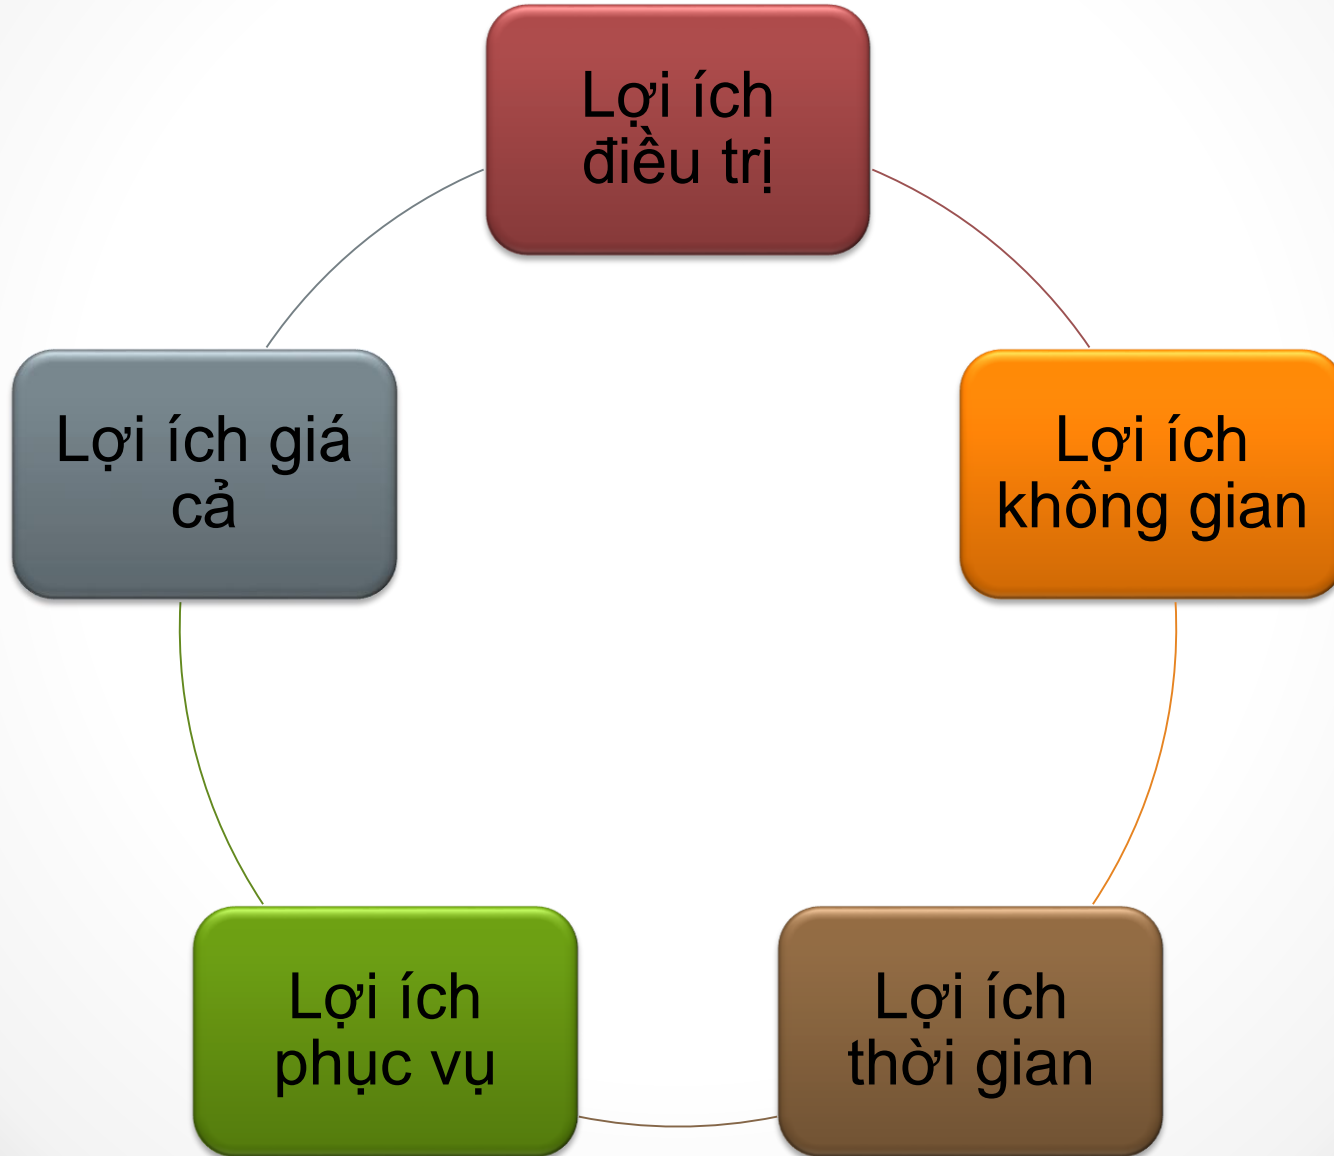 Lợi ích
điều trị
Lợi ích giá
cả
Lợi ích
không gian
Lợi ích
phục vụ
Lợi ích
thời gian